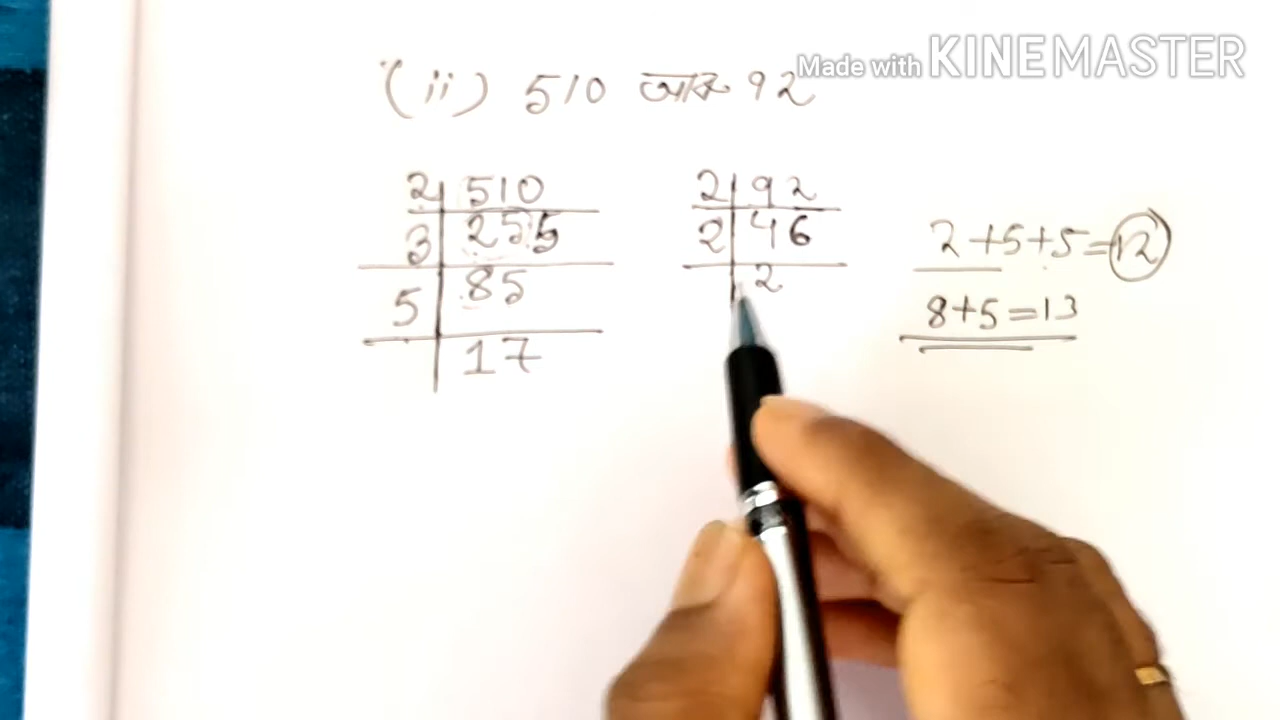 Made with KINEMASTER
(ii) 510 আৰু 92
2 | 510
3 | 255
5 | 85
17
2 | 92
2 | 46
2
2+5+5=12
8+5=13